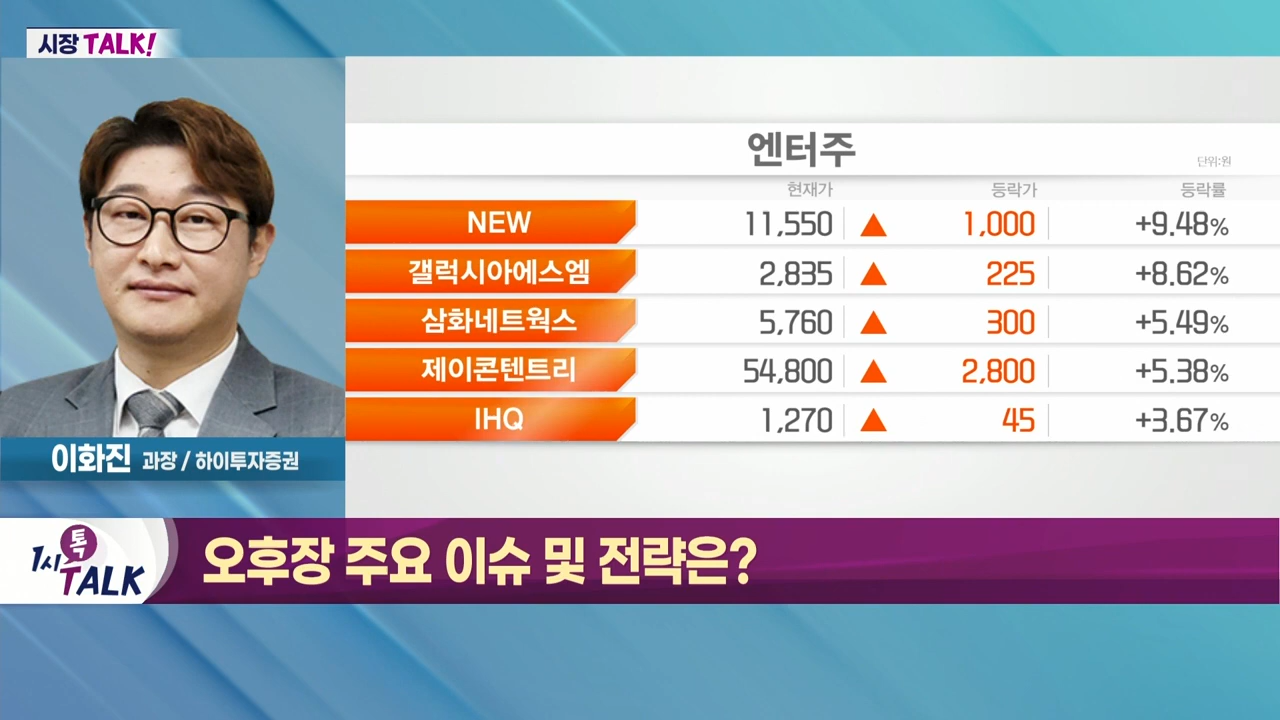 시장 TALK!
엔터주
단위:원
현재가 등락가 등락률
NEW 11,550 ▲ 1,000 +9.48%
갤럭시아에스엠 2,835 ▲ 225 +8.62%
삼화네트웍스 5,760 ▲ 300 +5.49%
제이콘텐트리 54,800 ▲ 2,800 +5.38%
IHQ 1,270 ▲ 45 +3.67%
이화진 과장 / 하이투자증권
1시 톡 TALK
오후장 주요 이슈 및 전략은?